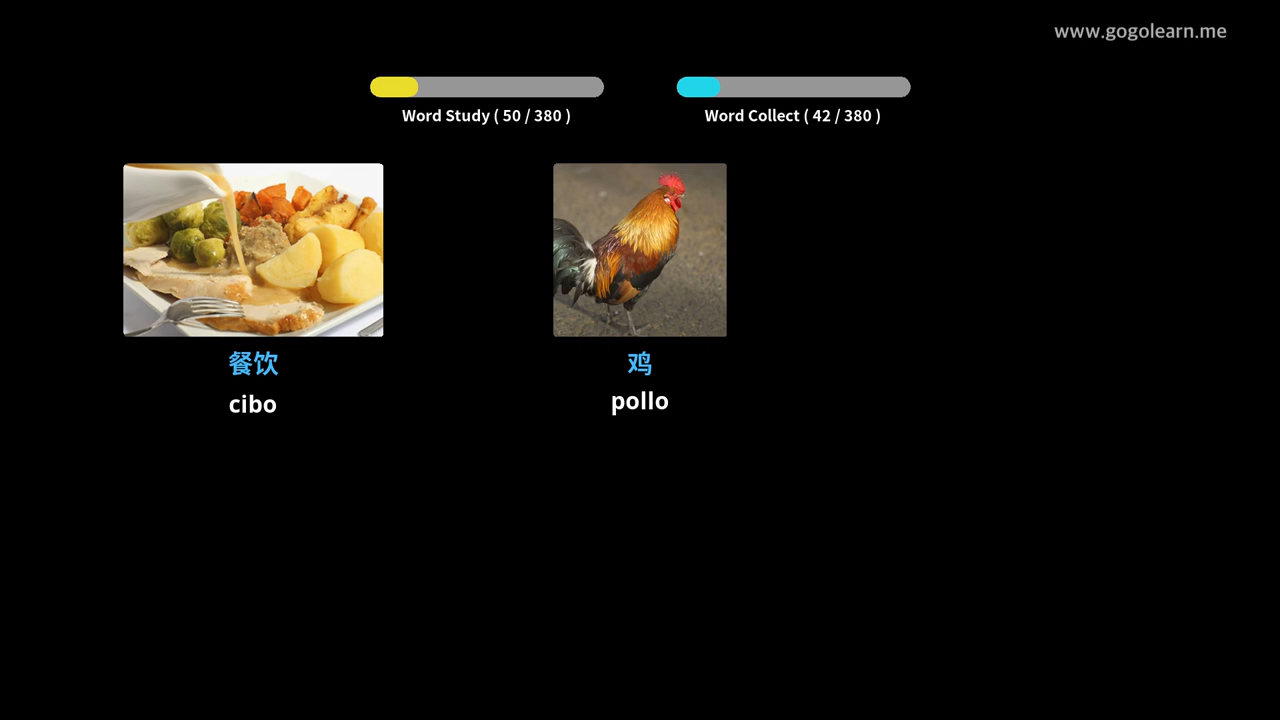 www.gogolearn.me
Word Study ( 50 / 380 )
Word Collect ( 42 / 380 )
餐饮
cibo
鸡
pollo